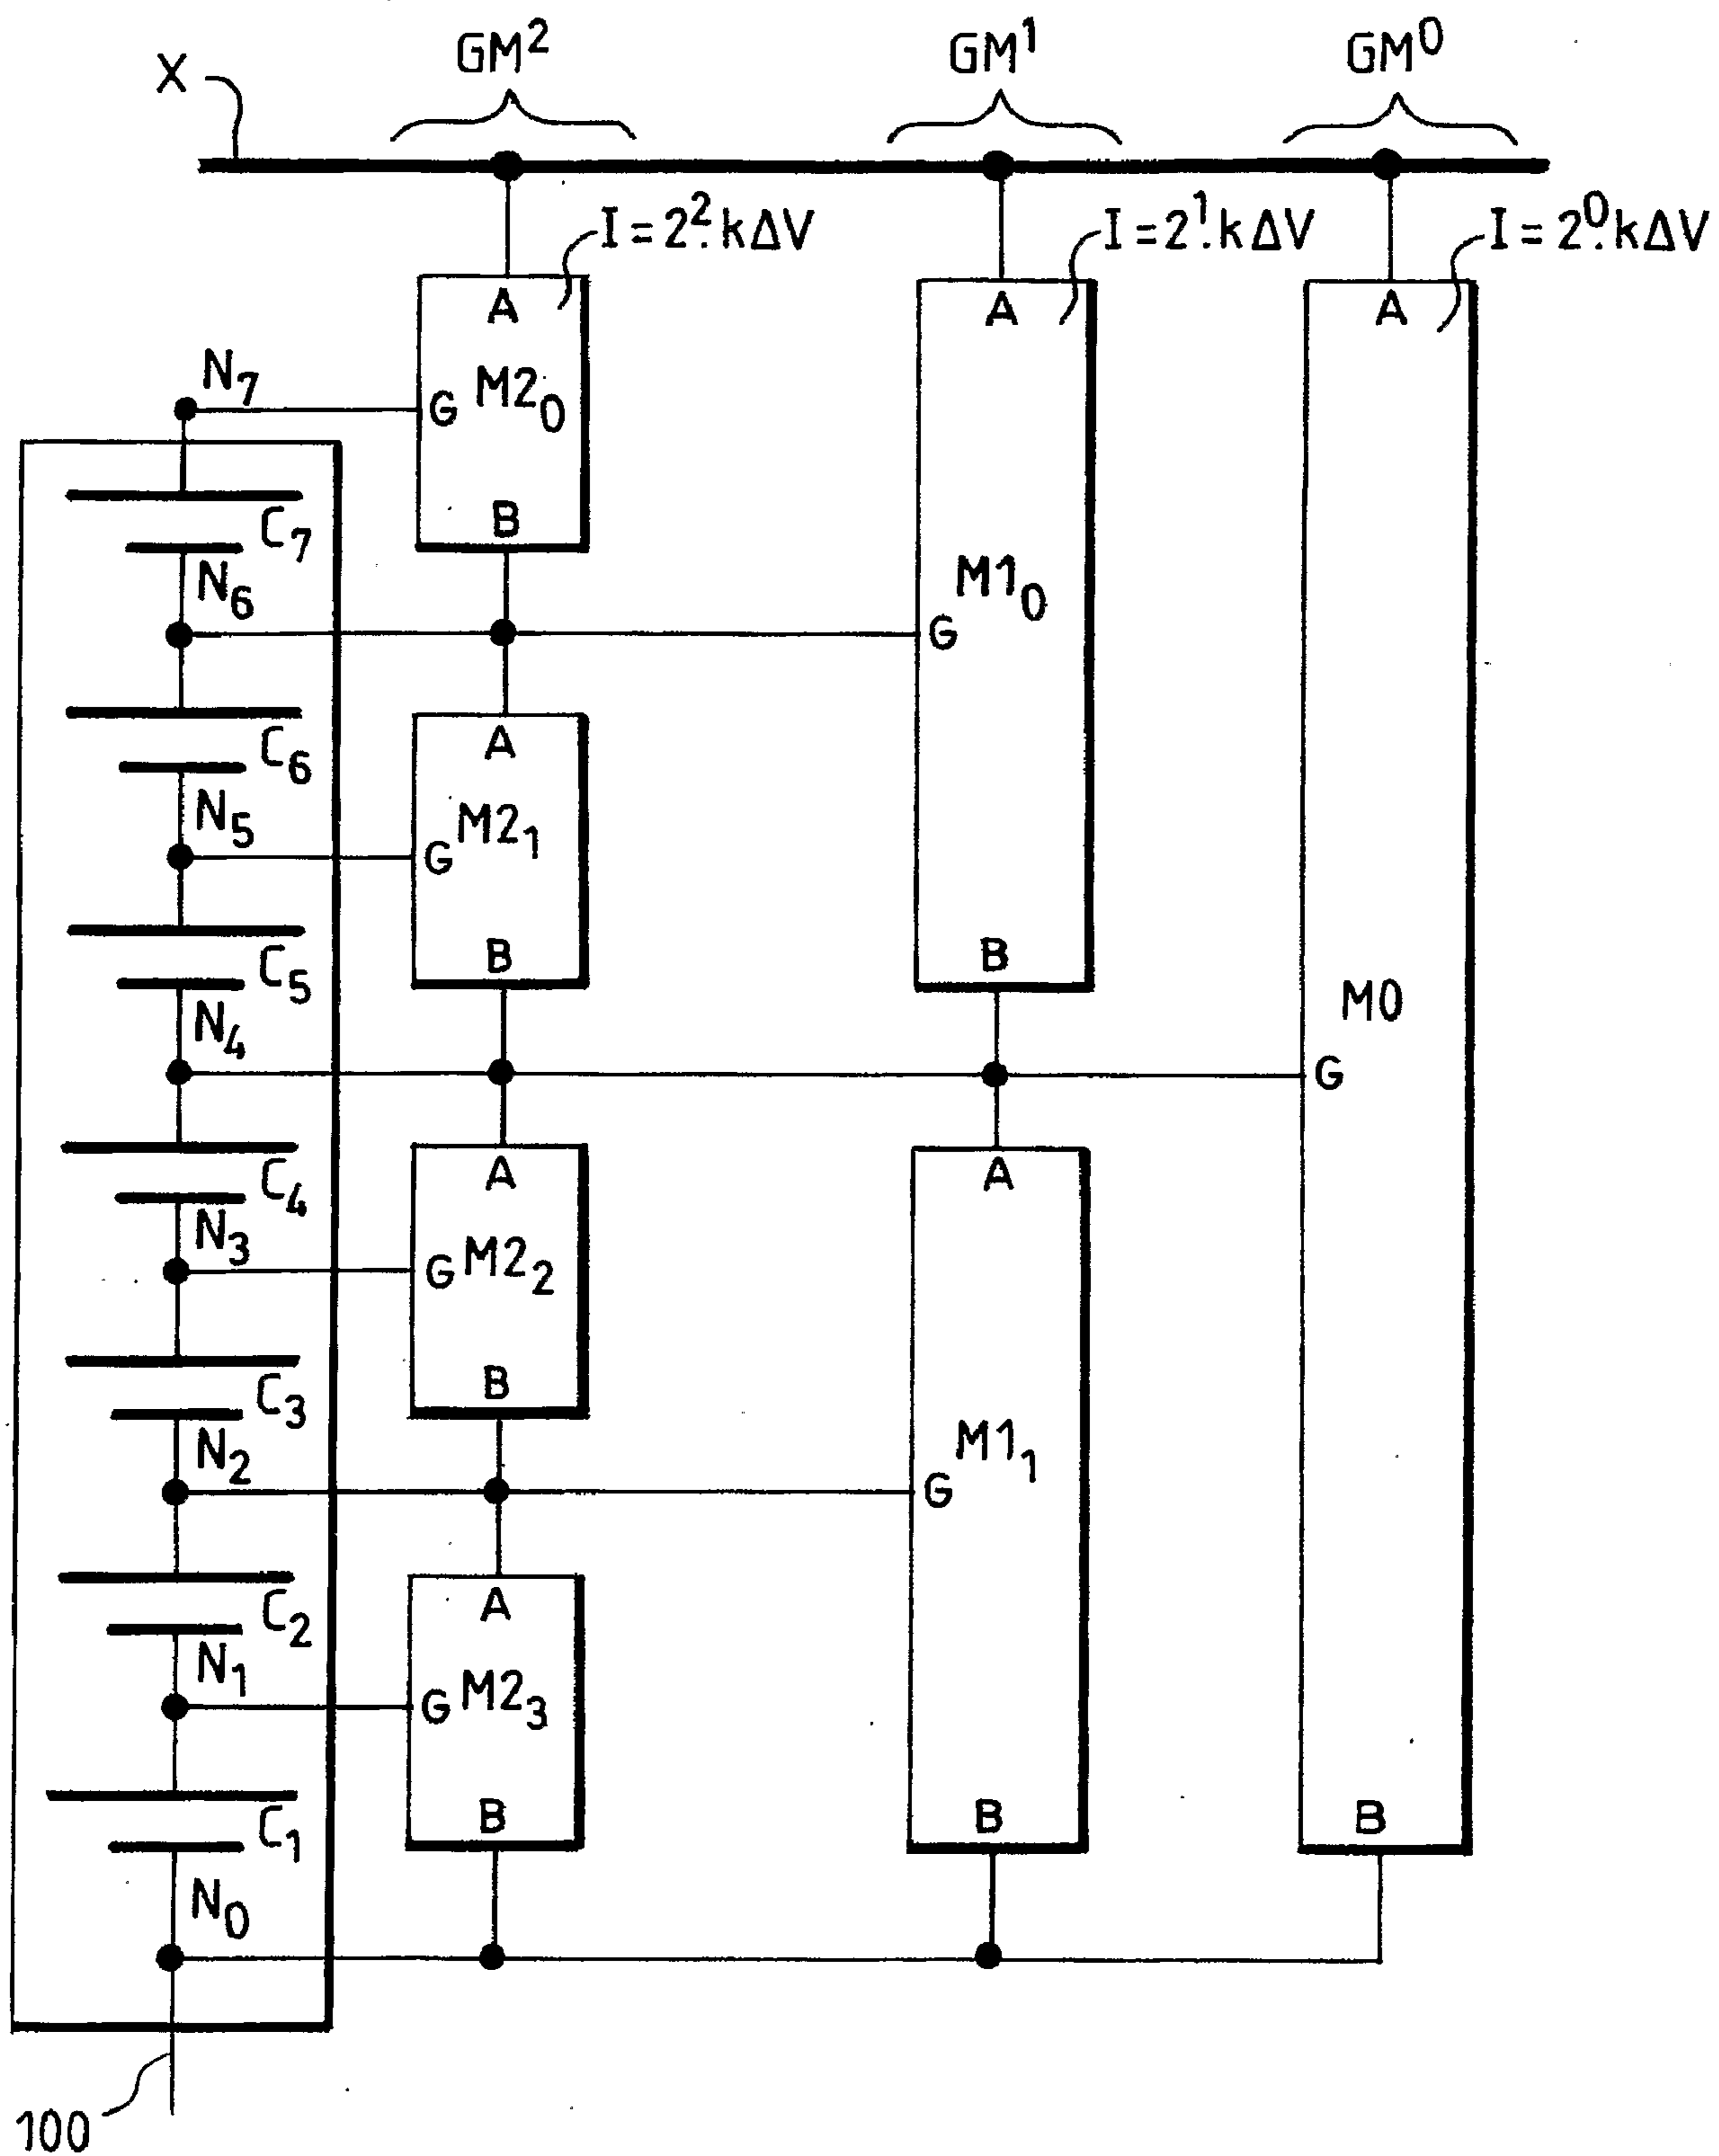 X GM² GM¹ GM⁰
I = 2².kΔV I = 2¹.kΔV I = 2⁰.kΔV
A A A
N₇ G M2₀
B
C₇
N₆ G M1₀
A
C₆
N₅ G M2₁
B B
C₅
N₄ M0
G
A A
C₄
N₃ G M2₂
B
C₃
N₂ G M1₁
A
C₂
N₁ G M2₃
B B B
C₁
N₀
100